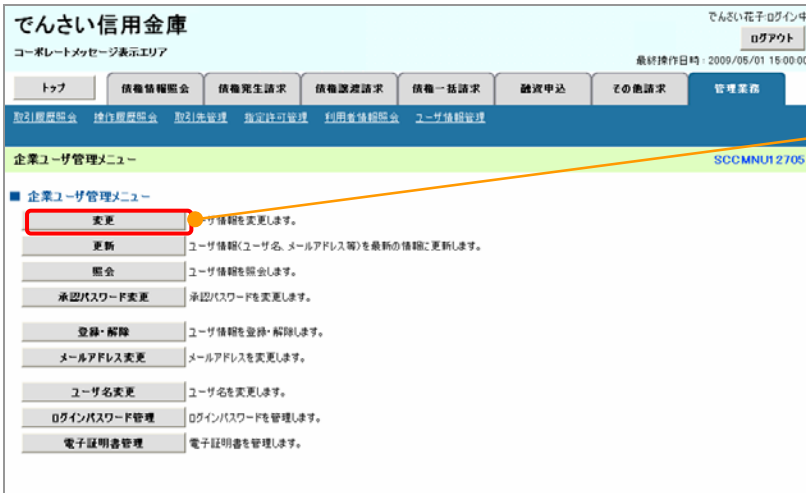 でんさい信用金庫
でんさい花子:ログイン中
ログアウト
コーポレートメッセージ表示エリア
最終操作日時:2009/05/01 15:00:00
トップ 債権情報照会 債権発生請求 債権譲渡請求 債権一括請求 融資申込 その他請求 管理業務
取引履歴照会 操作履歴照会 取引先管理 指定許可管理 利用者情報照会 ユーザ情報管理
企業ユーザ管理メニュー SCCMNU12705
■ 企業ユーザ管理メニュー
変更 ユーザ情報を変更します。
更新 ユーザ情報(ユーザ名、メールアドレス等)を最新の情報に更新します。
照会 ユーザ情報を照会します。
承認パスワード変更 承認パスワードを変更します。
登録・解除 ユーザ情報を登録・解除します。
メールアドレス変更 メールアドレスを変更します。
ユーザ名変更 ユーザ名を変更します。
ログインパスワード管理 ログインパスワードを管理します。
電子証明書管理 電子証明書を管理します。